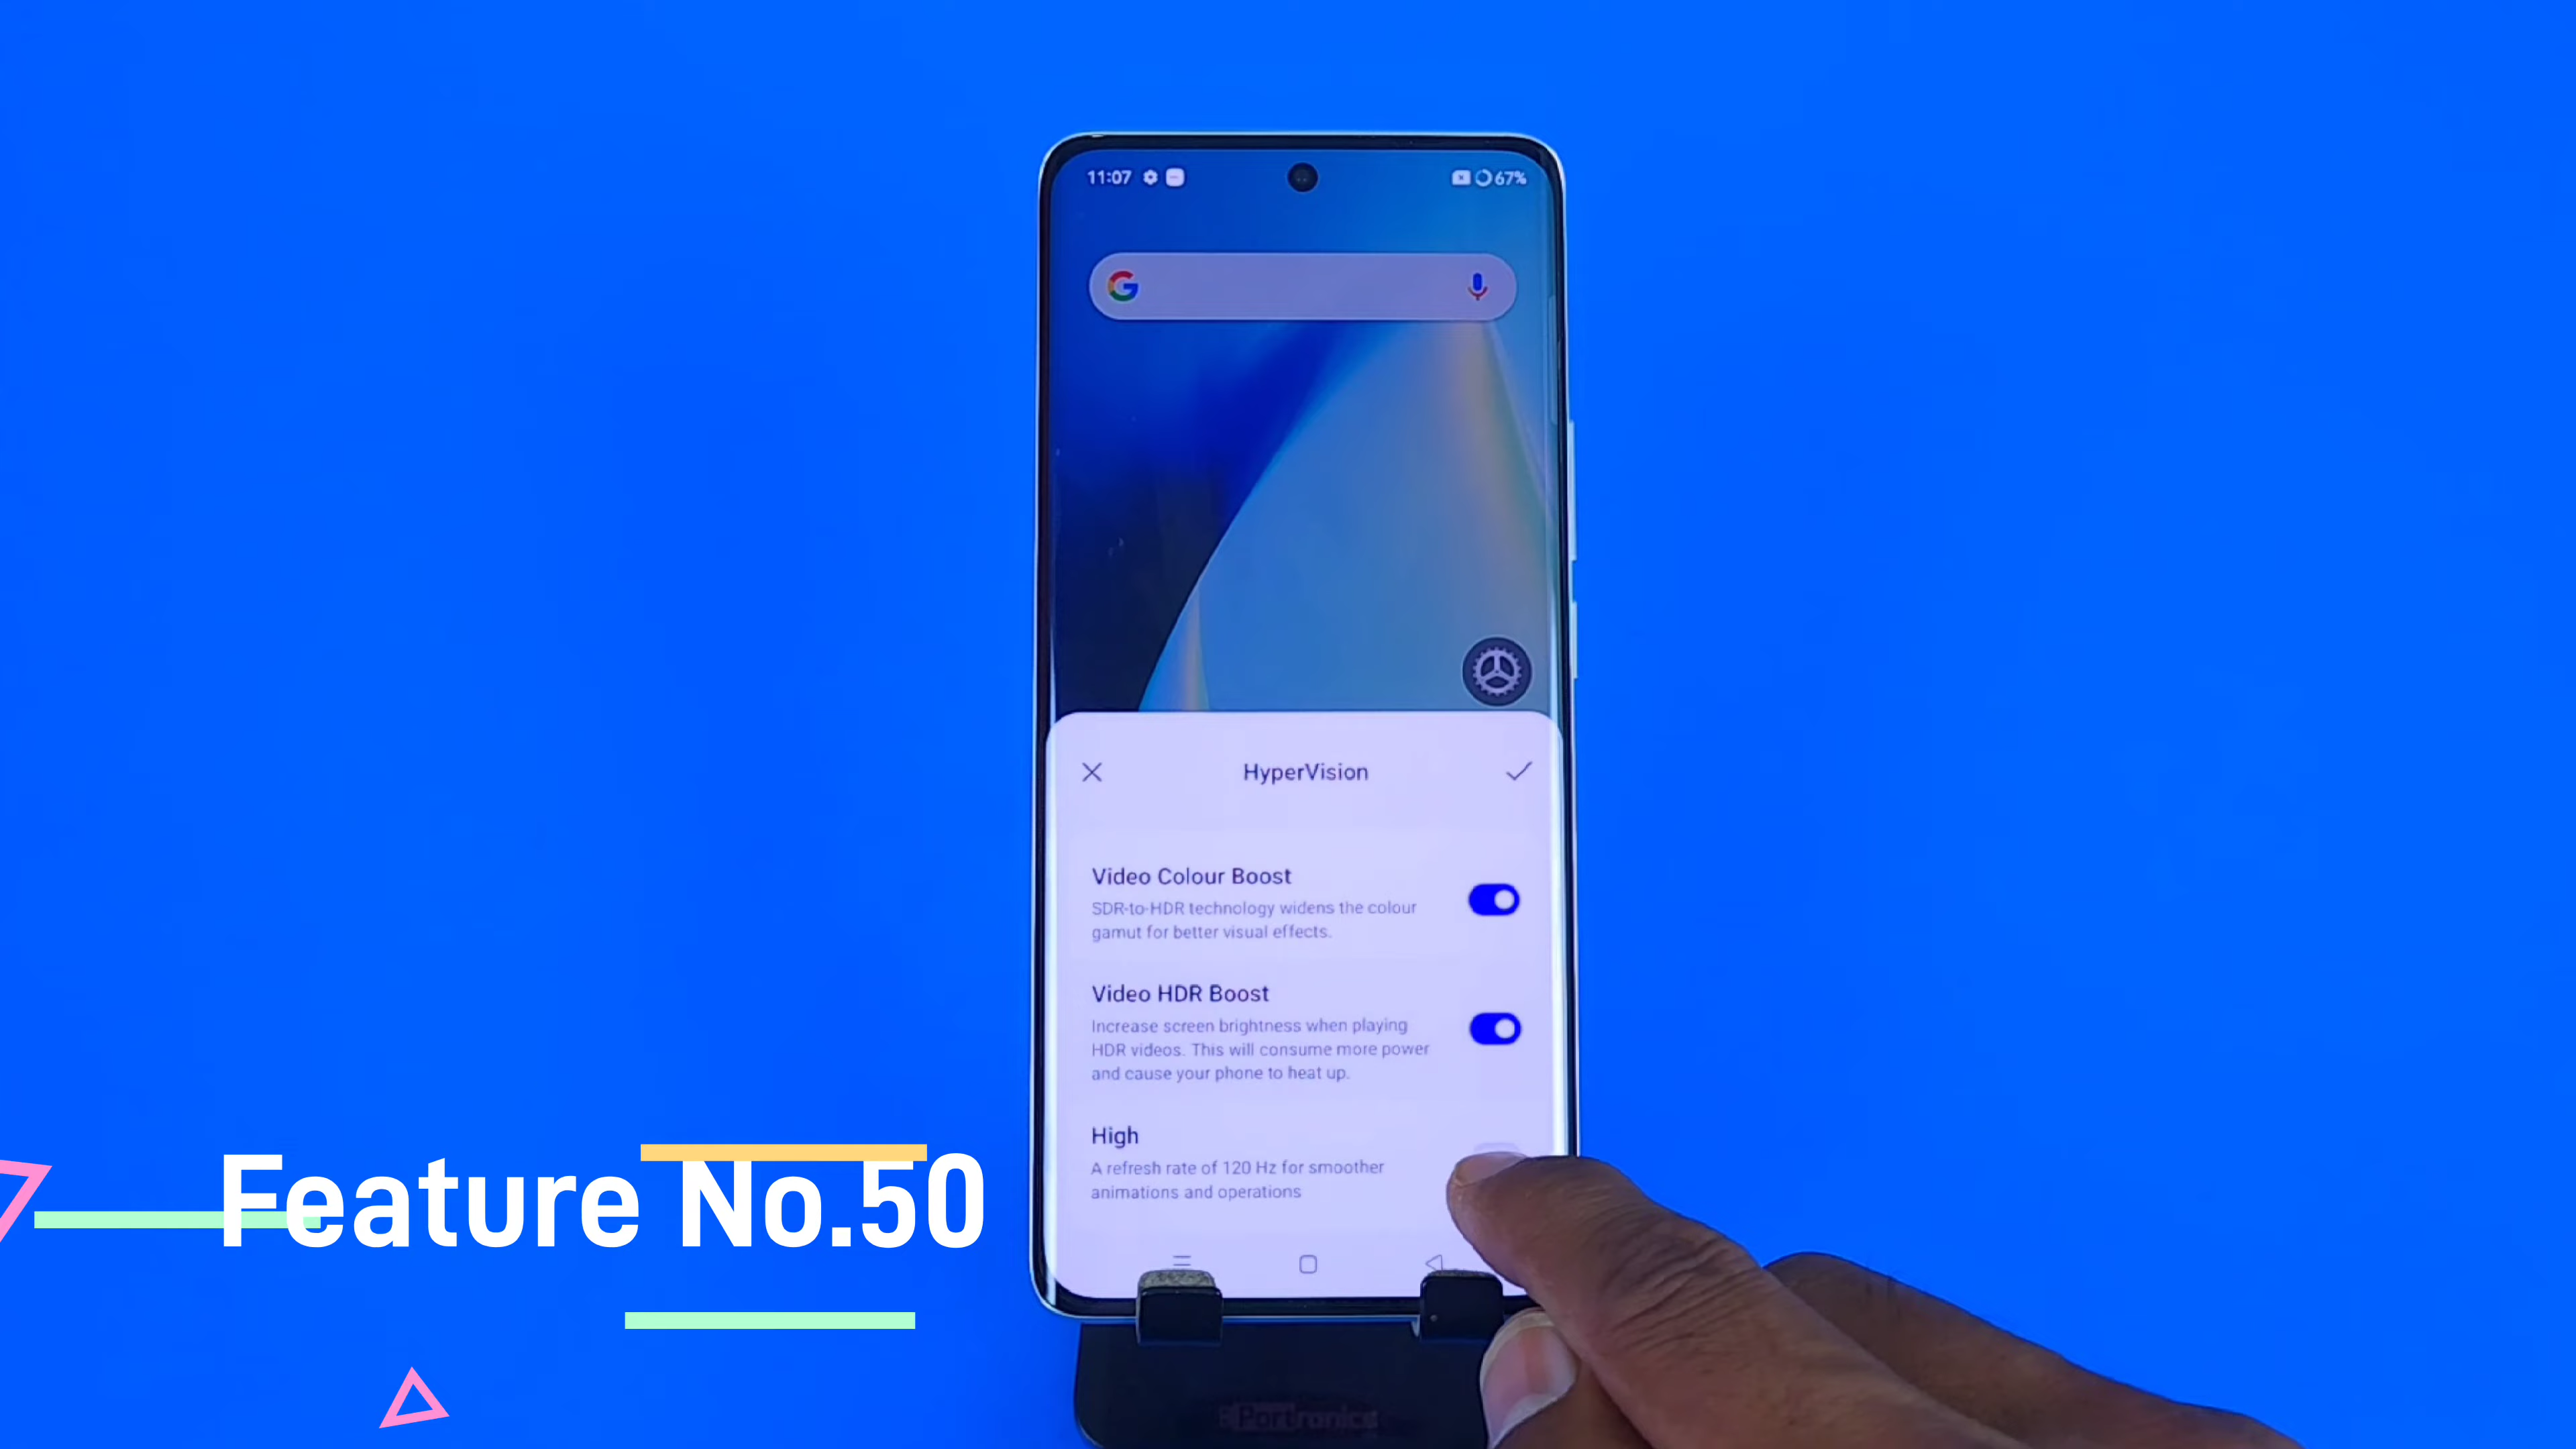 11:07
67%
HyperVision
Video Colour Boost
SDR-to-HDR technology widens the colour
gamut for better visual effects.
Video HDR Boost
Increase screen brightness when playing
HDR videos. This will consume more power
and cause your phone to heat up.
High
A refresh rate of 120 Hz for smoother
animations and operations
Feature No.50
Portronics